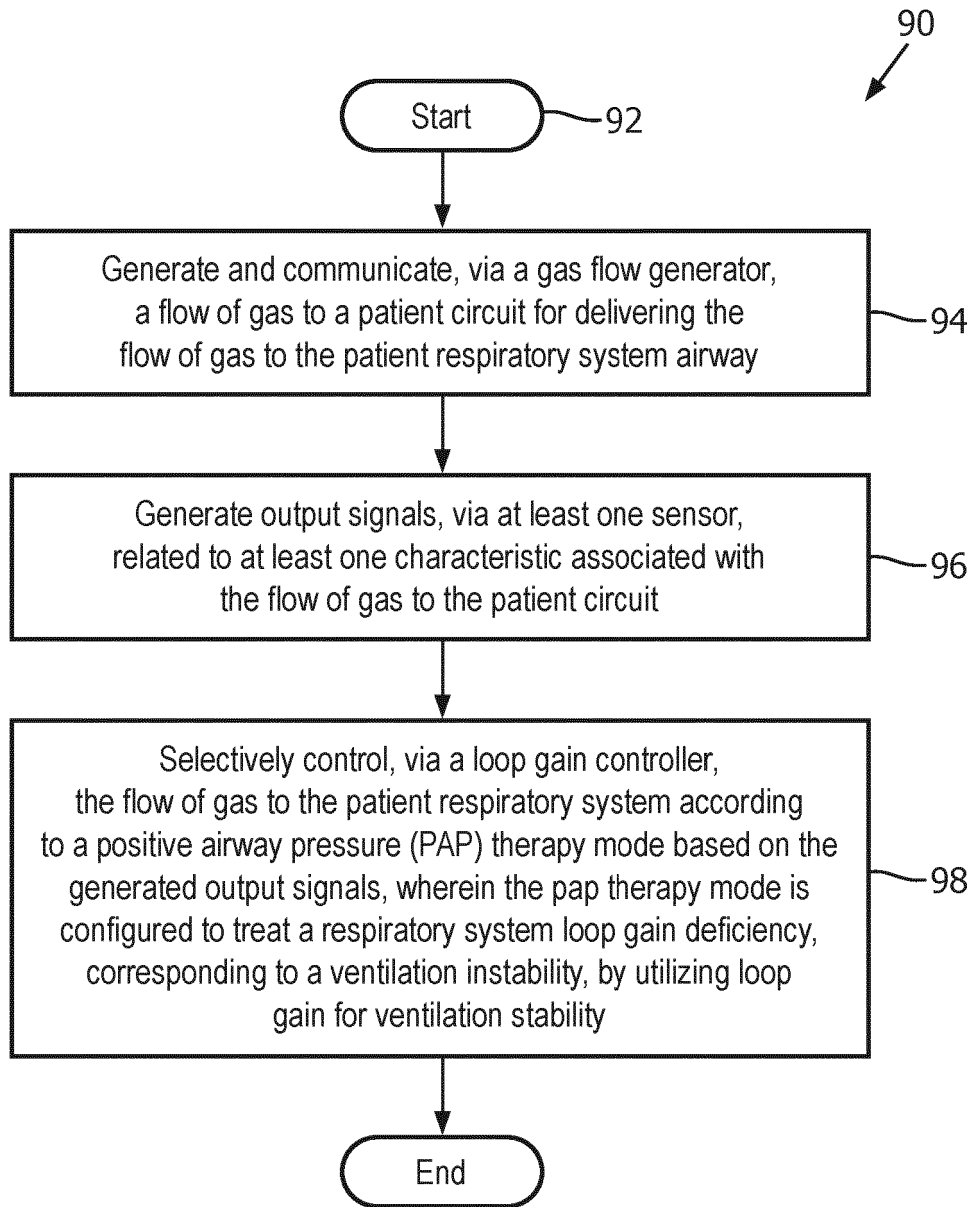 90
Start
92
Generate and communicate, via a gas flow generator,
a flow of gas to a patient circuit for delivering the
flow of gas to the patient respiratory system airway
94
Generate output signals, via at least one sensor,
related to at least one characteristic associated with
the flow of gas to the patient circuit
96
Selectively control, via a loop gain controller,
the flow of gas to the patient respiratory system according
to a positive airway pressure (PAP) therapy mode based on the
generated output signals, wherein the pap therapy mode is
configured to treat a respiratory system loop gain deficiency,
corresponding to a ventilation instability, by utilizing loop
gain for ventilation stability
98
End